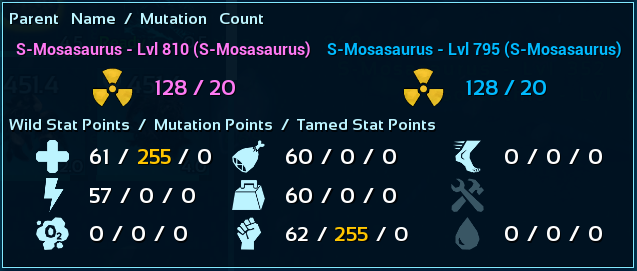 Parent Name / Mutation Count
S-Mosasaurus - Lvl 810 (S-Mosasaurus) S-Mosasaurus - Lvl 795 (S-Mosasaurus)
128 / 20 128 / 20
Wild Stat Points / Mutation Points / Tamed Stat Points
61 / 255 / 0 60 / 0 / 0 0 / 0 / 0
57 / 0 / 0 60 / 0 / 0
O2 0 / 0 / 0 62 / 255 / 0 0 / 0 / 0